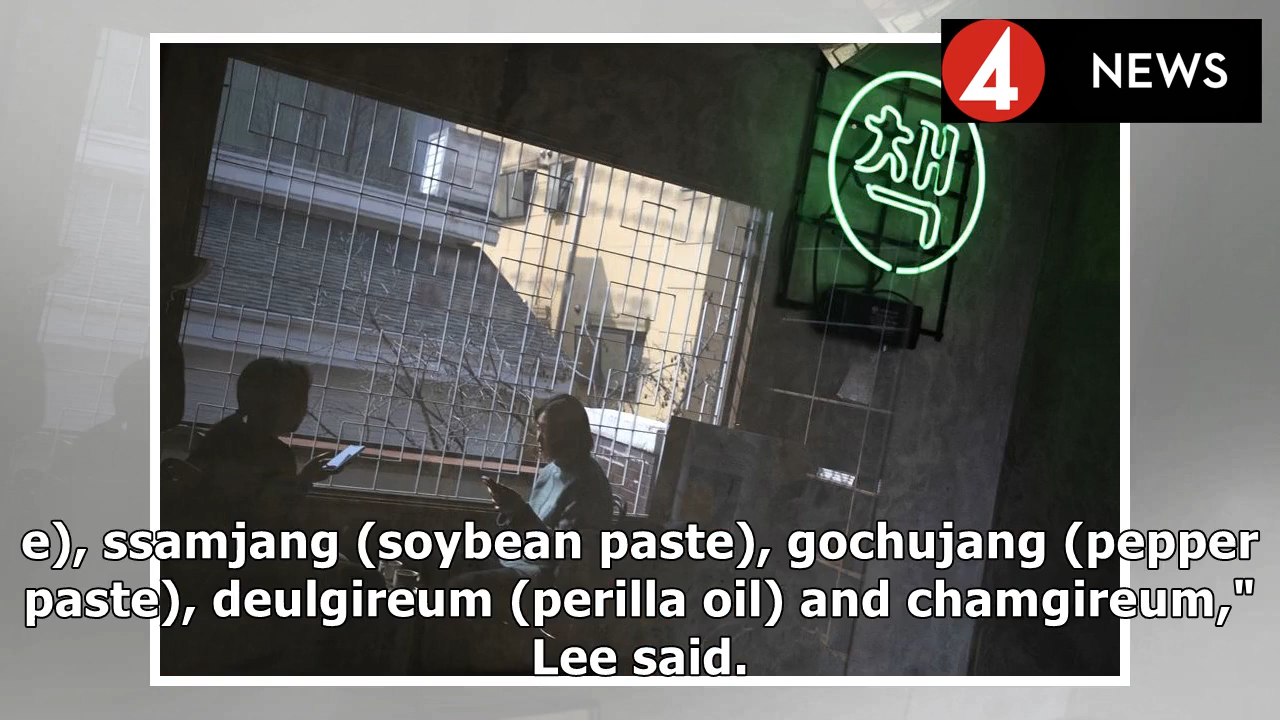 4 NEWS
책
e), ssamjang (soybean paste), gochujang (pepper
paste), deulgireum (perilla oil) and chamgireum,"
Lee said.